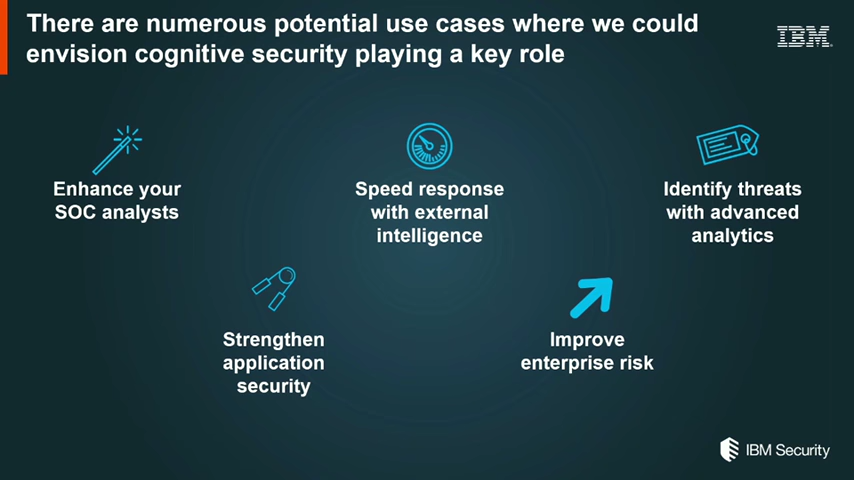 There are numerous potential use cases where we could
envision cognitive security playing a key role
IBM
Enhance your
SOC analysts
Speed response
with external
intelligence
Identify threats
with advanced
analytics
Strengthen
application
security
Improve
enterprise risk
IBM Security